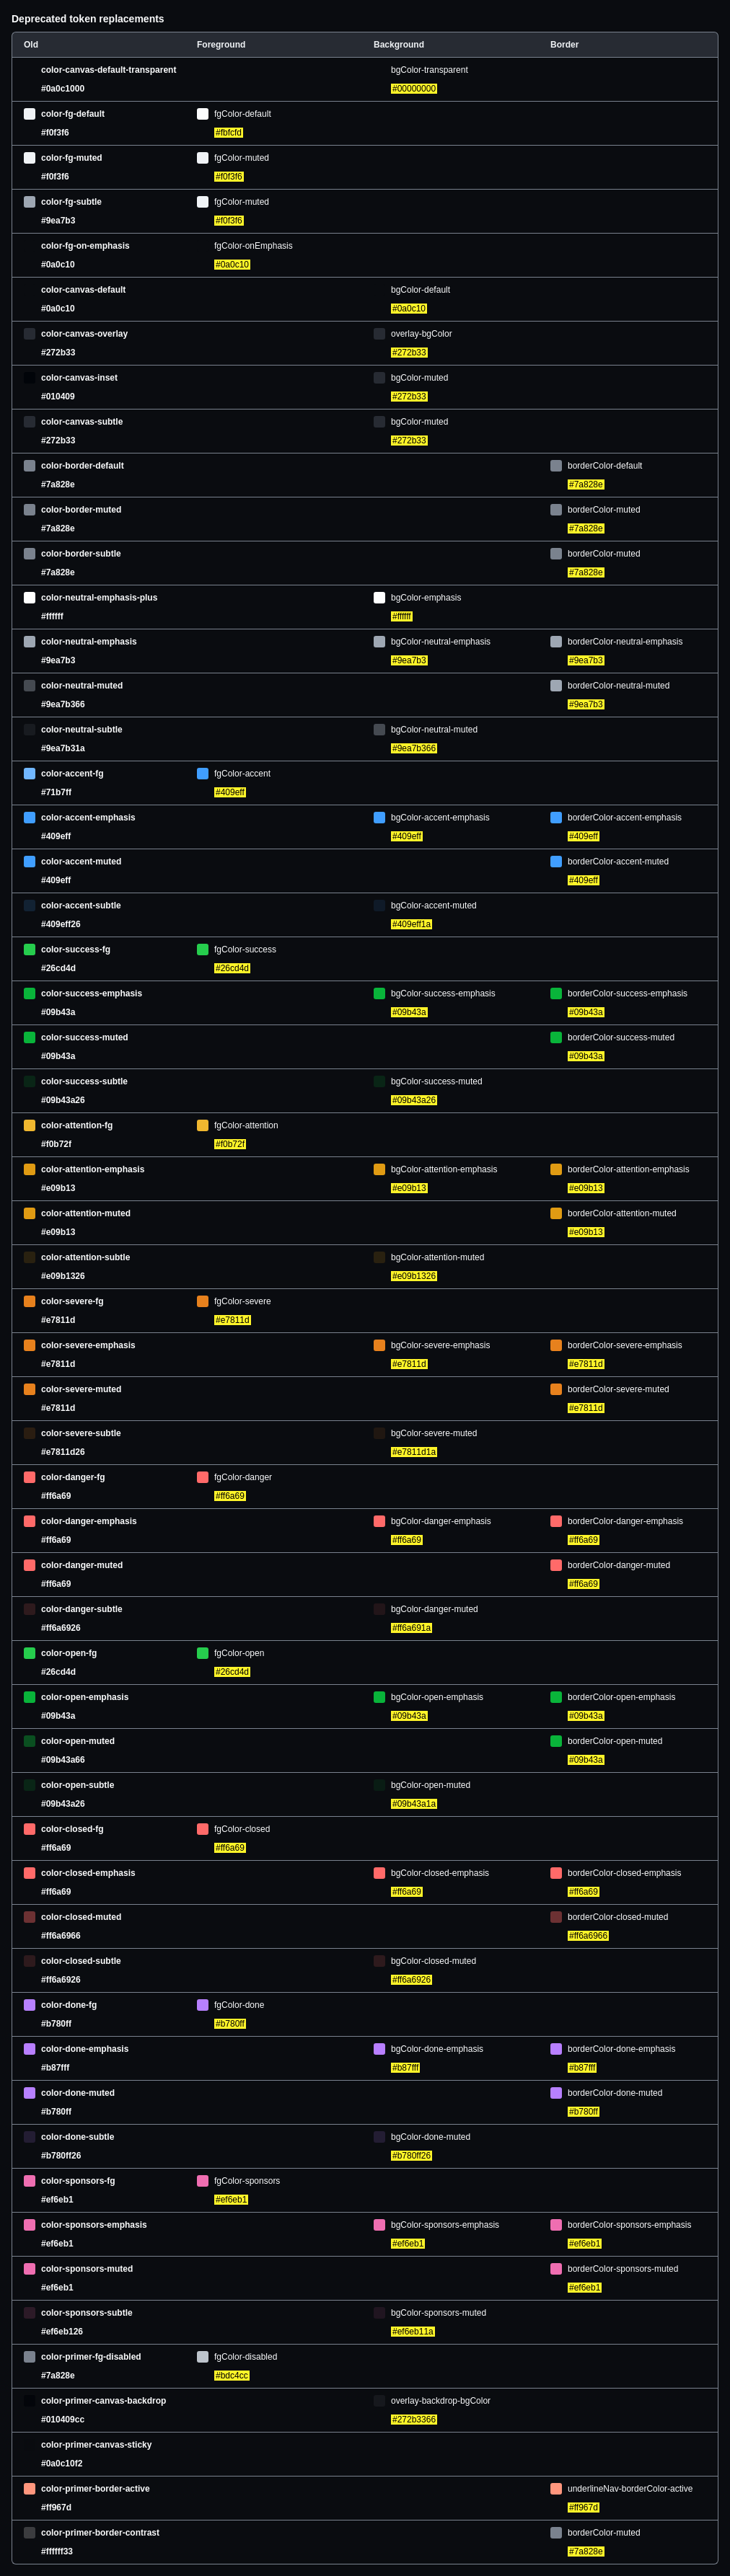 Deprecated token replacements
Old Foreground Background Border
color-canvas-default-transparent bgColor-transparent
#0a0c1000 #00000000
color-fg-default fgColor-default
#f0f3f6 #fbfcfd
color-fg-muted fgColor-muted
#f0f3f6 #f0f3f6
color-fg-subtle fgColor-muted
#9ea7b3 #f0f3f6
color-fg-on-emphasis fgColor-onEmphasis
#0a0c10 #0a0c10
color-canvas-default bgColor-default
#0a0c10 #0a0c10
color-canvas-overlay overlay-bgColor
#272b33 #272b33
color-canvas-inset bgColor-muted
#010409 #272b33
color-canvas-subtle bgColor-muted
#272b33 #272b33
color-border-default borderColor-default
#7a828e #7a828e
color-border-muted borderColor-muted
#7a828e #7a828e
color-border-subtle borderColor-muted
#7a828e #7a828e
color-neutral-emphasis-plus bgColor-emphasis
#ffffff #ffffff
color-neutral-emphasis bgColor-neutral-emphasis borderColor-neutral-emphasis
#9ea7b3 #9ea7b3 #9ea7b3
color-neutral-muted borderColor-neutral-muted
#9ea7b366 #9ea7b3
color-neutral-subtle bgColor-neutral-muted
#9ea7b31a #9ea7b366
color-accent-fg fgColor-accent
#71b7ff #409eff
color-accent-emphasis bgColor-accent-emphasis borderColor-accent-emphasis
#409eff #409eff #409eff
color-accent-muted borderColor-accent-muted
#409eff #409eff
color-accent-subtle bgColor-accent-muted
#409eff26 #409eff1a
color-success-fg fgColor-success
#26cd4d #26cd4d
color-success-emphasis bgColor-success-emphasis borderColor-success-emphasis
#09b43a #09b43a #09b43a
color-success-muted borderColor-success-muted
#09b43a #09b43a
color-success-subtle bgColor-success-muted
#09b43a26 #09b43a26
color-attention-fg fgColor-attention
#f0b72f #f0b72f
color-attention-emphasis bgColor-attention-emphasis borderColor-attention-emphasis
#e09b13 #e09b13 #e09b13
color-attention-muted borderColor-attention-muted
#e09b13 #e09b13
color-attention-subtle bgColor-attention-muted
#e09b1326 #e09b1326
color-severe-fg fgColor-severe
#e7811d #e7811d
color-severe-emphasis bgColor-severe-emphasis borderColor-severe-emphasis
#e7811d #e7811d #e7811d
color-severe-muted borderColor-severe-muted
#e7811d #e7811d
color-severe-subtle bgColor-severe-muted
#e7811d26 #e7811d1a
color-danger-fg fgColor-danger
#ff6a69 #ff6a69
color-danger-emphasis bgColor-danger-emphasis borderColor-danger-emphasis
#ff6a69 #ff6a69 #ff6a69
color-danger-muted borderColor-danger-muted
#ff6a69 #ff6a69
color-danger-subtle bgColor-danger-muted
#ff6a6926 #ff6a691a
color-open-fg fgColor-open
#26cd4d #26cd4d
color-open-emphasis bgColor-open-emphasis borderColor-open-emphasis
#09b43a #09b43a #09b43a
color-open-muted borderColor-open-muted
#09b43a66 #09b43a
color-open-subtle bgColor-open-muted
#09b43a26 #09b43a1a
color-closed-fg fgColor-closed
#ff6a69 #ff6a69
color-closed-emphasis bgColor-closed-emphasis borderColor-closed-emphasis
#ff6a69 #ff6a69 #ff6a69
color-closed-muted borderColor-closed-muted
#ff6a6966 #ff6a6966
color-closed-subtle bgColor-closed-muted
#ff6a6926 #ff6a6926
color-done-fg fgColor-done
#b780ff #b780ff
color-done-emphasis bgColor-done-emphasis borderColor-done-emphasis
#b87fff #b87fff #b87fff
color-done-muted borderColor-done-muted
#b780ff #b780ff
color-done-subtle bgColor-done-muted
#b780ff26 #b780ff26
color-sponsors-fg fgColor-sponsors
#ef6eb1 #ef6eb1
color-sponsors-emphasis bgColor-sponsors-emphasis borderColor-sponsors-emphasis
#ef6eb1 #ef6eb1 #ef6eb1
color-sponsors-muted borderColor-sponsors-muted
#ef6eb1 #ef6eb1
color-sponsors-subtle bgColor-sponsors-muted
#ef6eb126 #ef6eb11a
color-primer-fg-disabled fgColor-disabled
#7a828e #bdc4cc
color-primer-canvas-backdrop overlay-backdrop-bgColor
#010409cc #272b3366
color-primer-canvas-sticky
#0a0c10f2
color-primer-border-active underlineNav-borderColor-active
#ff967d #ff967d
color-primer-border-contrast borderColor-muted
#ffffff33 #7a828e